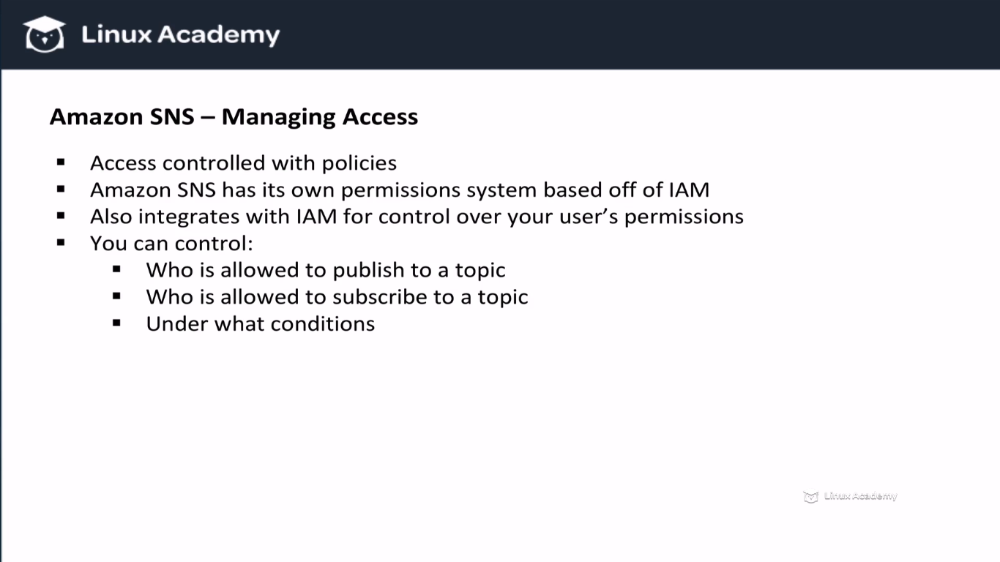 Linux Academy
Amazon SNS – Managing Access
▪ Access controlled with policies
▪ Amazon SNS has its own permissions system based off of IAM
▪ Also integrates with IAM for control over your user’s permissions
▪ You can control:
▪ Who is allowed to publish to a topic
▪ Who is allowed to subscribe to a topic
▪ Under what conditions
Linux Academy